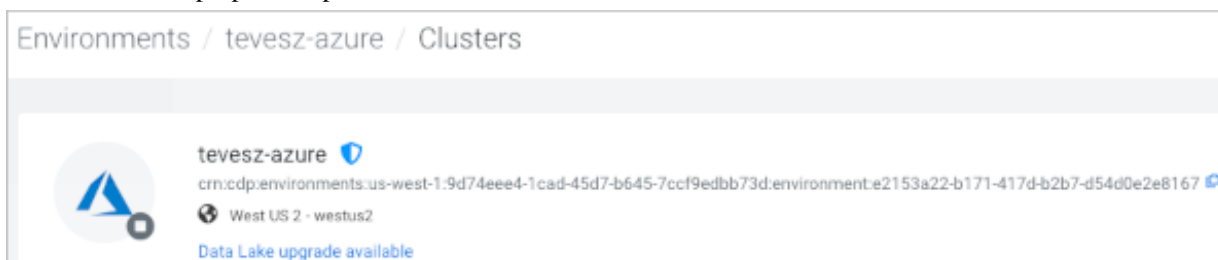 Environments / tevesz-azure / Clusters
tevesz-azure
crn:cdp:environments:us-west-1:9d74eee4-1cad-45d7-b645-7ccf9edbb73d:environment:e2153a22-b171-417d-b2b7-d54d0e2e8167
West US 2 - westus2
Data Lake upgrade available